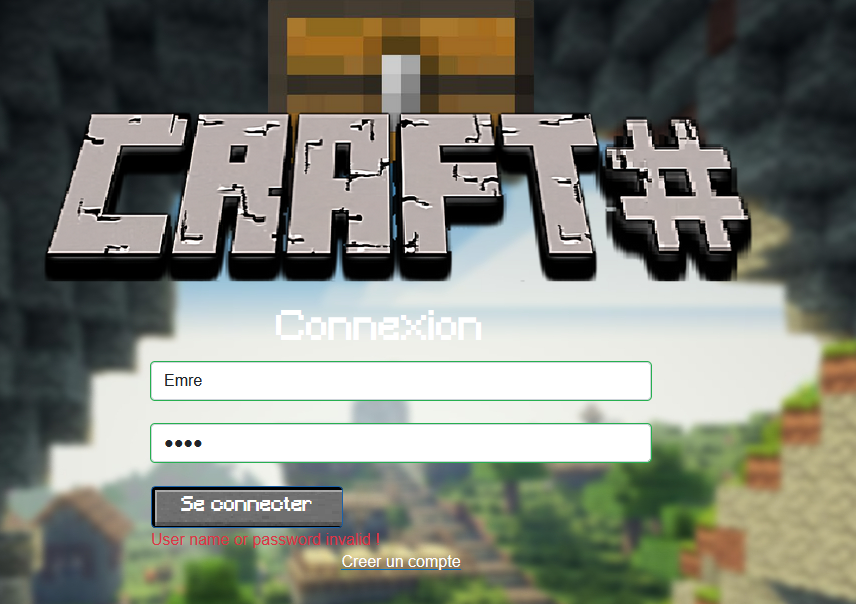 CRAFT#
Connexion
Emre
••••
Se connecter
User name or password invalid !
Creer un compte